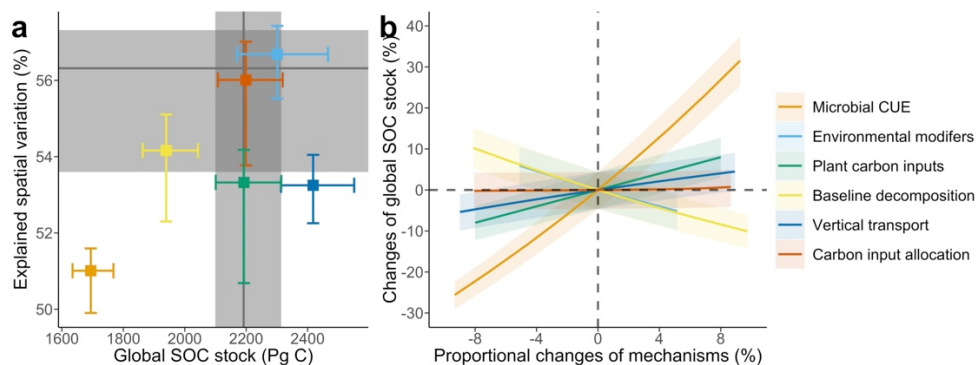 a
Explained spatial variation (%)
56
54
52
50
1600
1800
2000
2200
2400
Global SOC stock (Pg C)
b
Changes of global SOC stock (%)
40
30
20
10
0
-10
-20
-30
-8
-4
0
4
8
Proportional changes of mechanisms (%)
Microbial CUE
Environmental modifers
Plant carbon inputs
Baseline decomposition
Vertical transport
Carbon input allocation